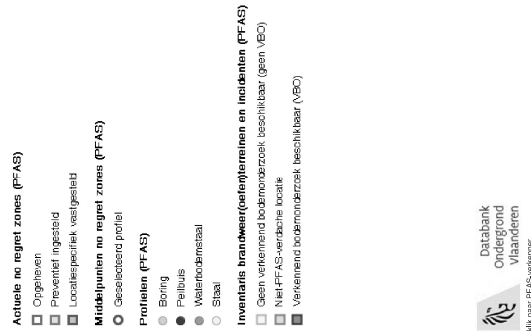 Actuele no regret zones (PFAS)
Opgeheven
Preventief ingesteld
Locatiespecifiek vastgesteld
Middelpunten no regret zones (PFAS)
Geselecteerd profiel
Profielen (PFAS)
Boring
Peilbuis
Waterbodemstaal
Staal
Inventaris brandweer(oefen)terreinen en incidenten (PFAS)
Geen verkennend bodemonderzoek beschikbaar (geen VBO)
Niet-PFAS-verdachte locatie
Verkennend bodemonderzoek beschikbaar (VBO)
Databank
Ondergrond
Vlaanderen
PFAS-verkenner